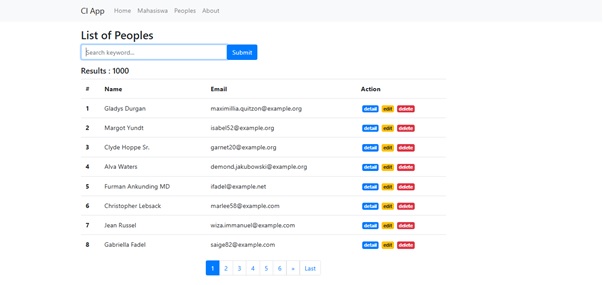 CI App Home Mahasiswa Peoples About
List of Peoples
Search keyword... Submit
Results : 1000
# Name Email Action
1 Gladys Durgan maximillia.quitzon@example.org detail edit delete
2 Margot Yundt isabel52@example.org detail edit delete
3 Clyde Hoppe Sr. garnet20@example.org detail edit delete
4 Alva Waters demond.jakubowski@example.org detail edit delete
5 Furman Ankunding MD ifadel@example.net detail edit delete
6 Christopher Lebsack marlee58@example.com detail edit delete
7 Jean Russel wiza.immanuel@example.com detail edit delete
8 Gabriella Fadel saige82@example.com detail edit delete
1 2 3 4 5 6 » Last